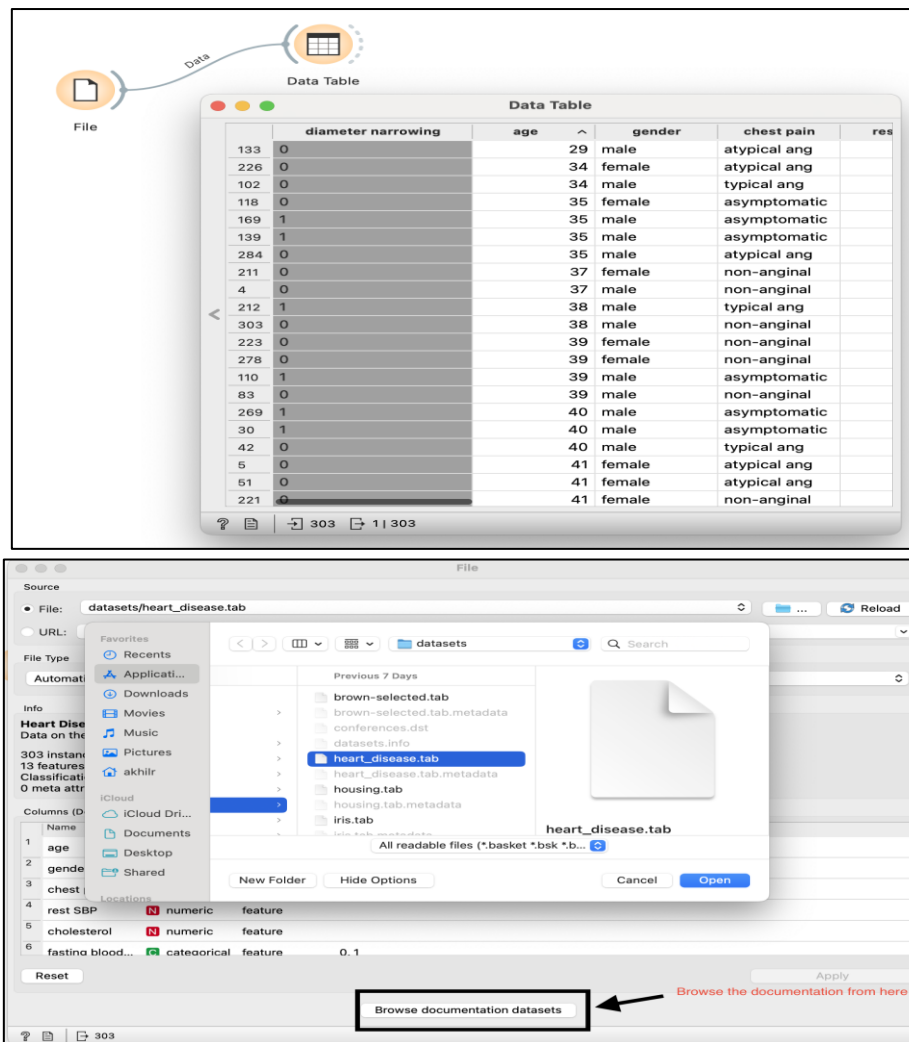 Data
File
Data Table
Data Table
diameter narrowing age gender chest pain res
133 0 29 male atypical ang
226 0 34 female atypical ang
102 0 34 male typical ang
118 0 35 female asymptomatic
169 1 35 male asymptomatic
139 1 35 male asymptomatic
284 0 35 male atypical ang
211 0 37 female non-anginal
4 0 37 male non-anginal
212 1 38 male typical ang
303 0 38 male non-anginal
223 0 39 female non-anginal
278 0 39 female non-anginal
110 1 39 male asymptomatic
83 0 39 male non-anginal
269 1 40 male asymptomatic
30 1 40 male asymptomatic
42 0 40 male typical ang
5 0 41 female atypical ang
51 0 41 female atypical ang
221 0 41 female non-anginal
? 303 1 | 303
File
Source
File: datasets/heart_disease.tab ... Reload
URL:
File Type
Automati
Info
Heart Dise
Data on the
303 instan
13 features
Classificati
0 meta attr
Columns (D
Name
1 age
2 gende
3 chest p
4 rest SBP N numeric feature
5 cholesterol N numeric feature
6 fasting blood... C categorical feature 0, 1
Favorites
Recents
Applicati...
Downloads
Movies
Music
Pictures
akhilr
iCloud
iCloud Dri...
Documents
Desktop
Shared
Locations
datasets
Search
Previous 7 Days
brown-selected.tab
brown-selected.tab.metadata
conferences.dst
datasets.info
heart_disease.tab
heart_disease.tab.metadata
housing.tab
housing.tab.metadata
iris.tab
iris.tab.metadata
heart_disease.tab
All readable files (*.basket *.bsk *.b...
New Folder Hide Options Cancel Open
Reset Apply
Browse the documentation from here
Browse documentation datasets
? 303